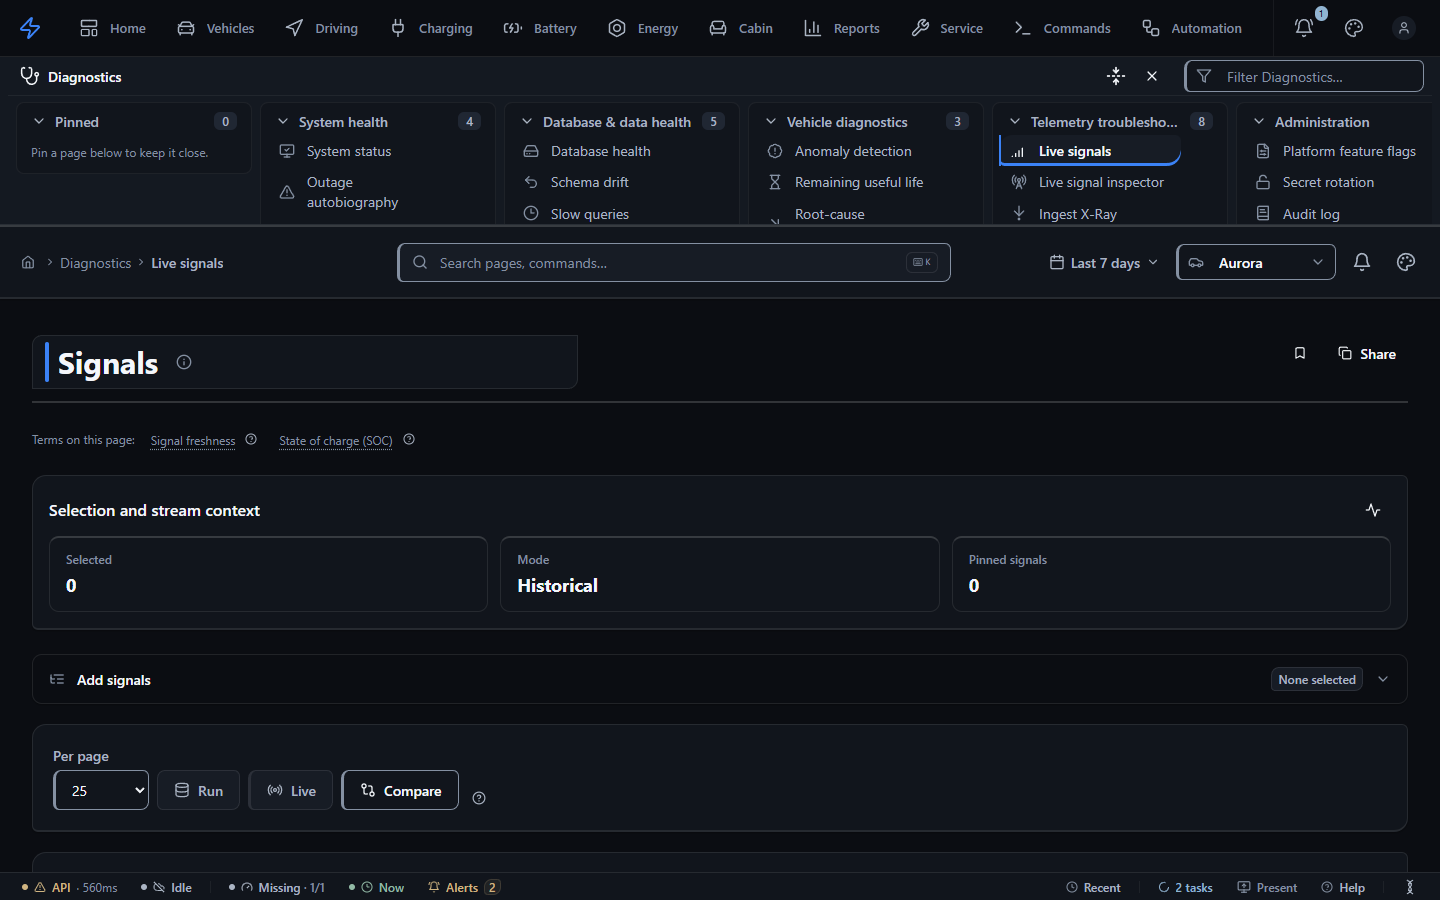 Home Vehicles Driving Charging Battery Energy Cabin Reports Service Commands Automation 1
Diagnostics Filter Diagnostics...
Pinned 0
Pin a page below to keep it close.
System health 4
System status
Outage
autobiography
Database & data health 5
Database health
Schema drift
Slow queries
Vehicle diagnostics 3
Anomaly detection
Remaining useful life
Root-cause
Telemetry troublesho... 8
Live signals
Live signal inspector
Ingest X-Ray
Administration
Platform feature flags
Secret rotation
Audit log
Diagnostics Live signals Search pages, commands... K Last 7 days Aurora
Signals Share
Terms on this page: Signal freshness State of charge (SOC)
Selection and stream context
Selected
0
Mode
Historical
Pinned signals
0
Add signals None selected
Per page
25 Run Live Compare
API · 560ms Idle Missing · 1/1 Now Alerts 2 Recent 2 tasks Present Help